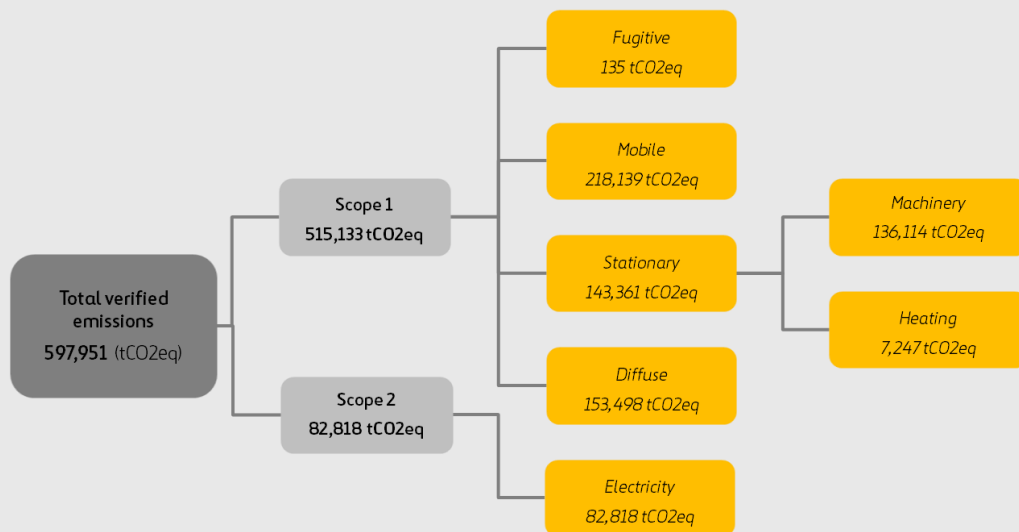 Fugitive
135 tCO2eq
Mobile
218,139 tCO2eq
Scope 1
515,133 tCO2eq
Machinery
136,114 tCO2eq
Stationary
143,361 tCO2eq
Total verified
emissions
597,951 (tCO2eq)
Heating
7,247 tCO2eq
Diffuse
153,498 tCO2eq
Scope 2
82,818 tCO2eq
Electricity
82,818 tCO2eq